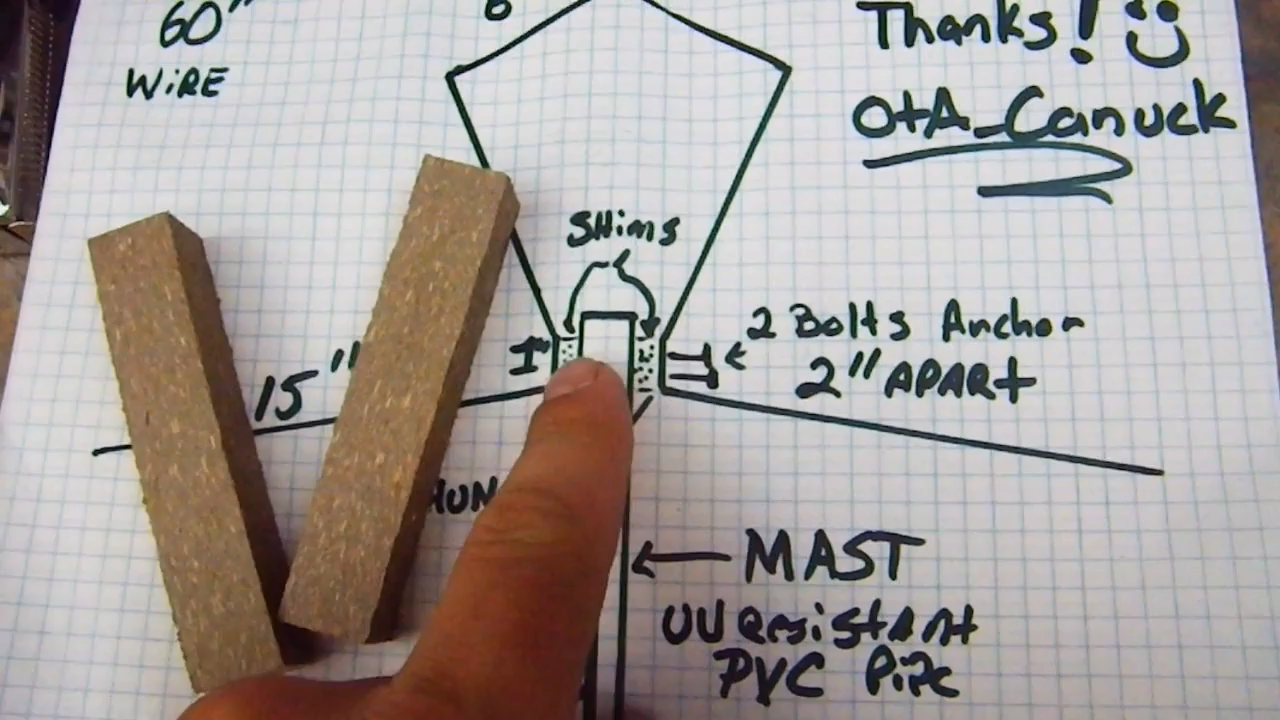 60"
WiRE
Thanks! :)
OtA_Canuck
SHims
1"
2 Bolts Anchor
2" APARt
15"
MAST
UV Resistant
PVC Pipe